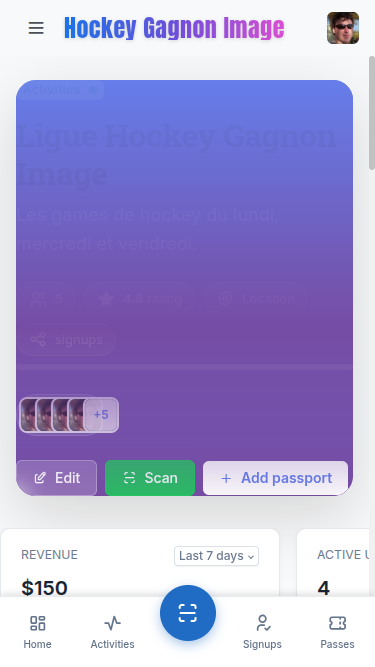 Hockey Gagnon Image
Activities
Ligue Hockey Gagnon
Image
Les games de hockey du lundi,
mercredi et vendredi.
5
4.8 rating
Location
signups
+5
Edit
Scan
+ Add passport
REVENUE
Last 7 days
ACTIVE U
$150
4
Home
Activities
Signups
Passes